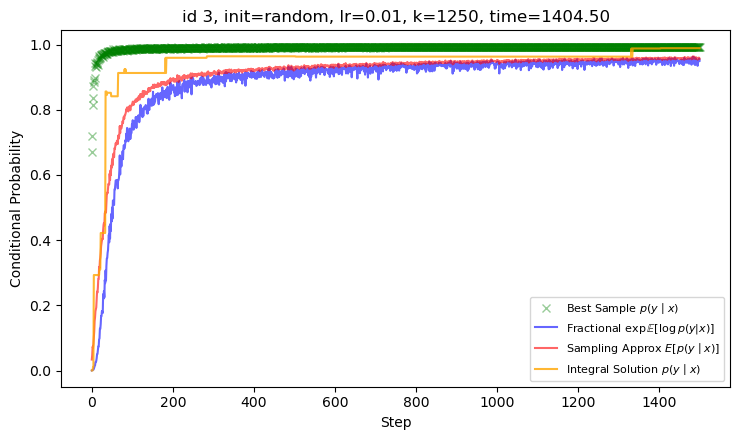 id 3, init=random, lr=0.01, k=1250, time=1404.50
Conditional Probability
1.0
0.8
0.6
0.4
0.2
0.0
0 200 400 600 800 1000 1200 1400
Step
Best Sample p(y | x)
Fractional exp𝔼[log p(y|x)]
Sampling Approx E[p(y | x)]
Integral Solution p(y | x)